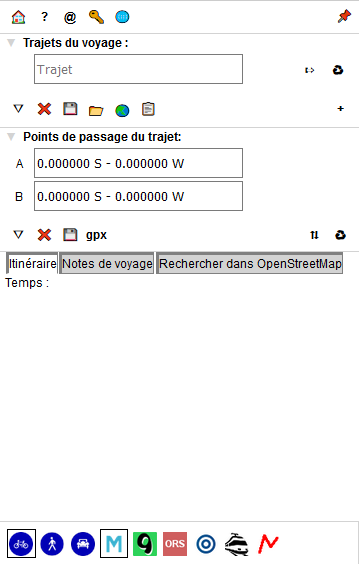 ? @
Trajets du voyage :
Trajet
+
Points de passage du trajet:
A 0.000000 S - 0.000000 W
B 0.000000 S - 0.000000 W
gpx
Itinéraire Notes de voyage Rechercher dans OpenStreetMap
Temps :
M 9 ORS